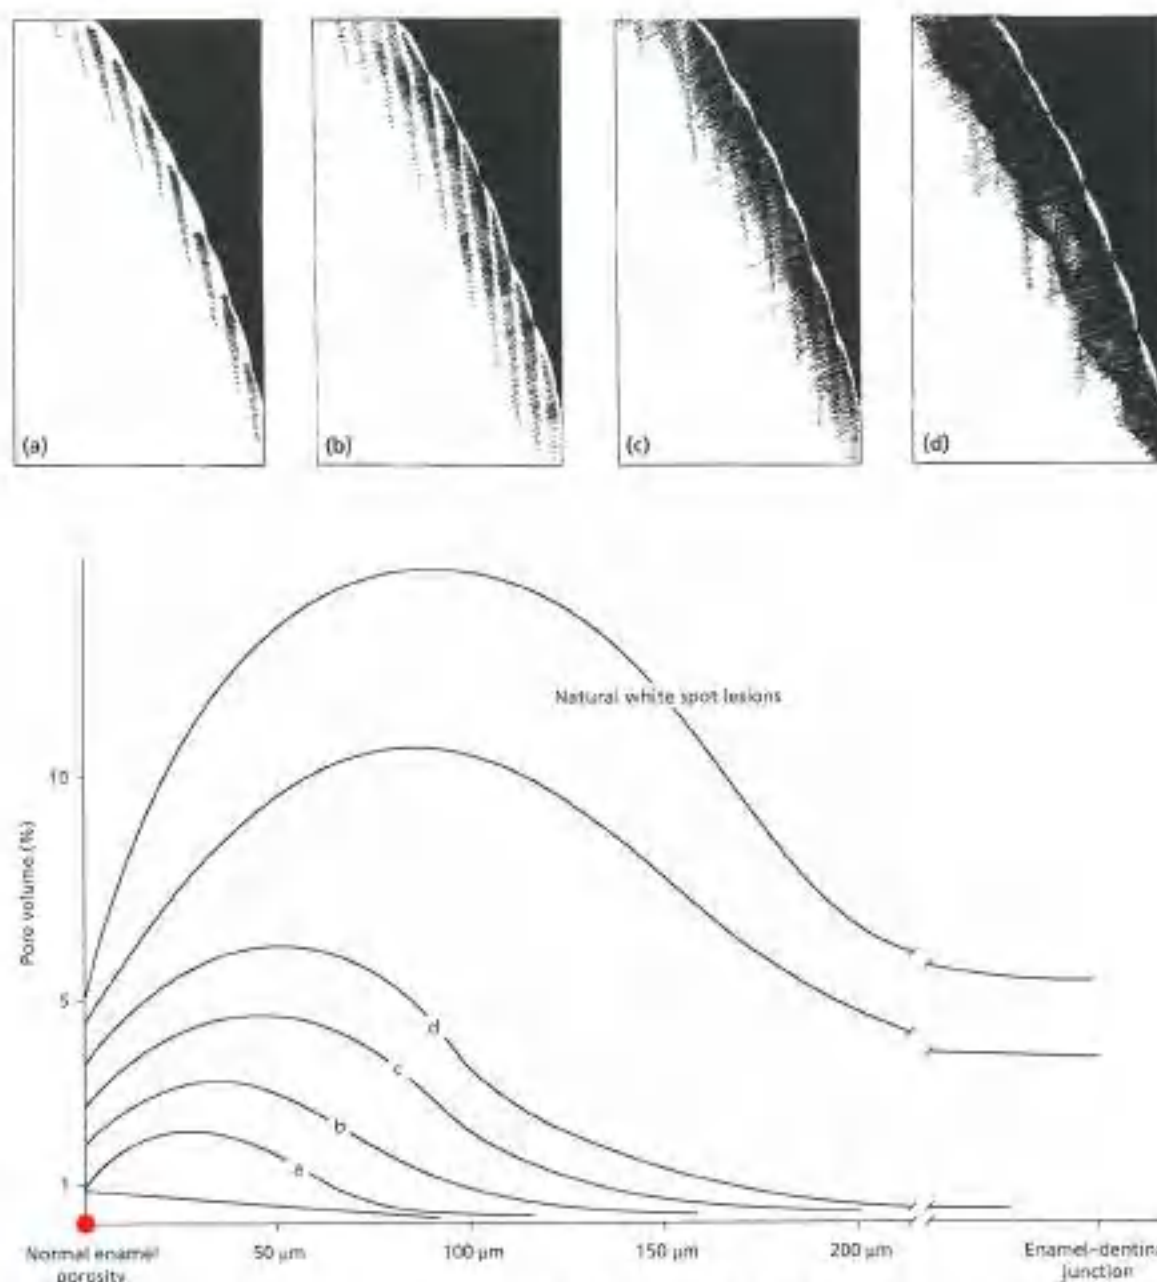 (a)
(b)
(c)
(d)
Natural white spot lesions
10
Pore volume (%)
5
d
c
b
a
1
Normal enamel
porosity
50 µm
100 µm
150 µm
200 µm
Enamel-dentina
junction